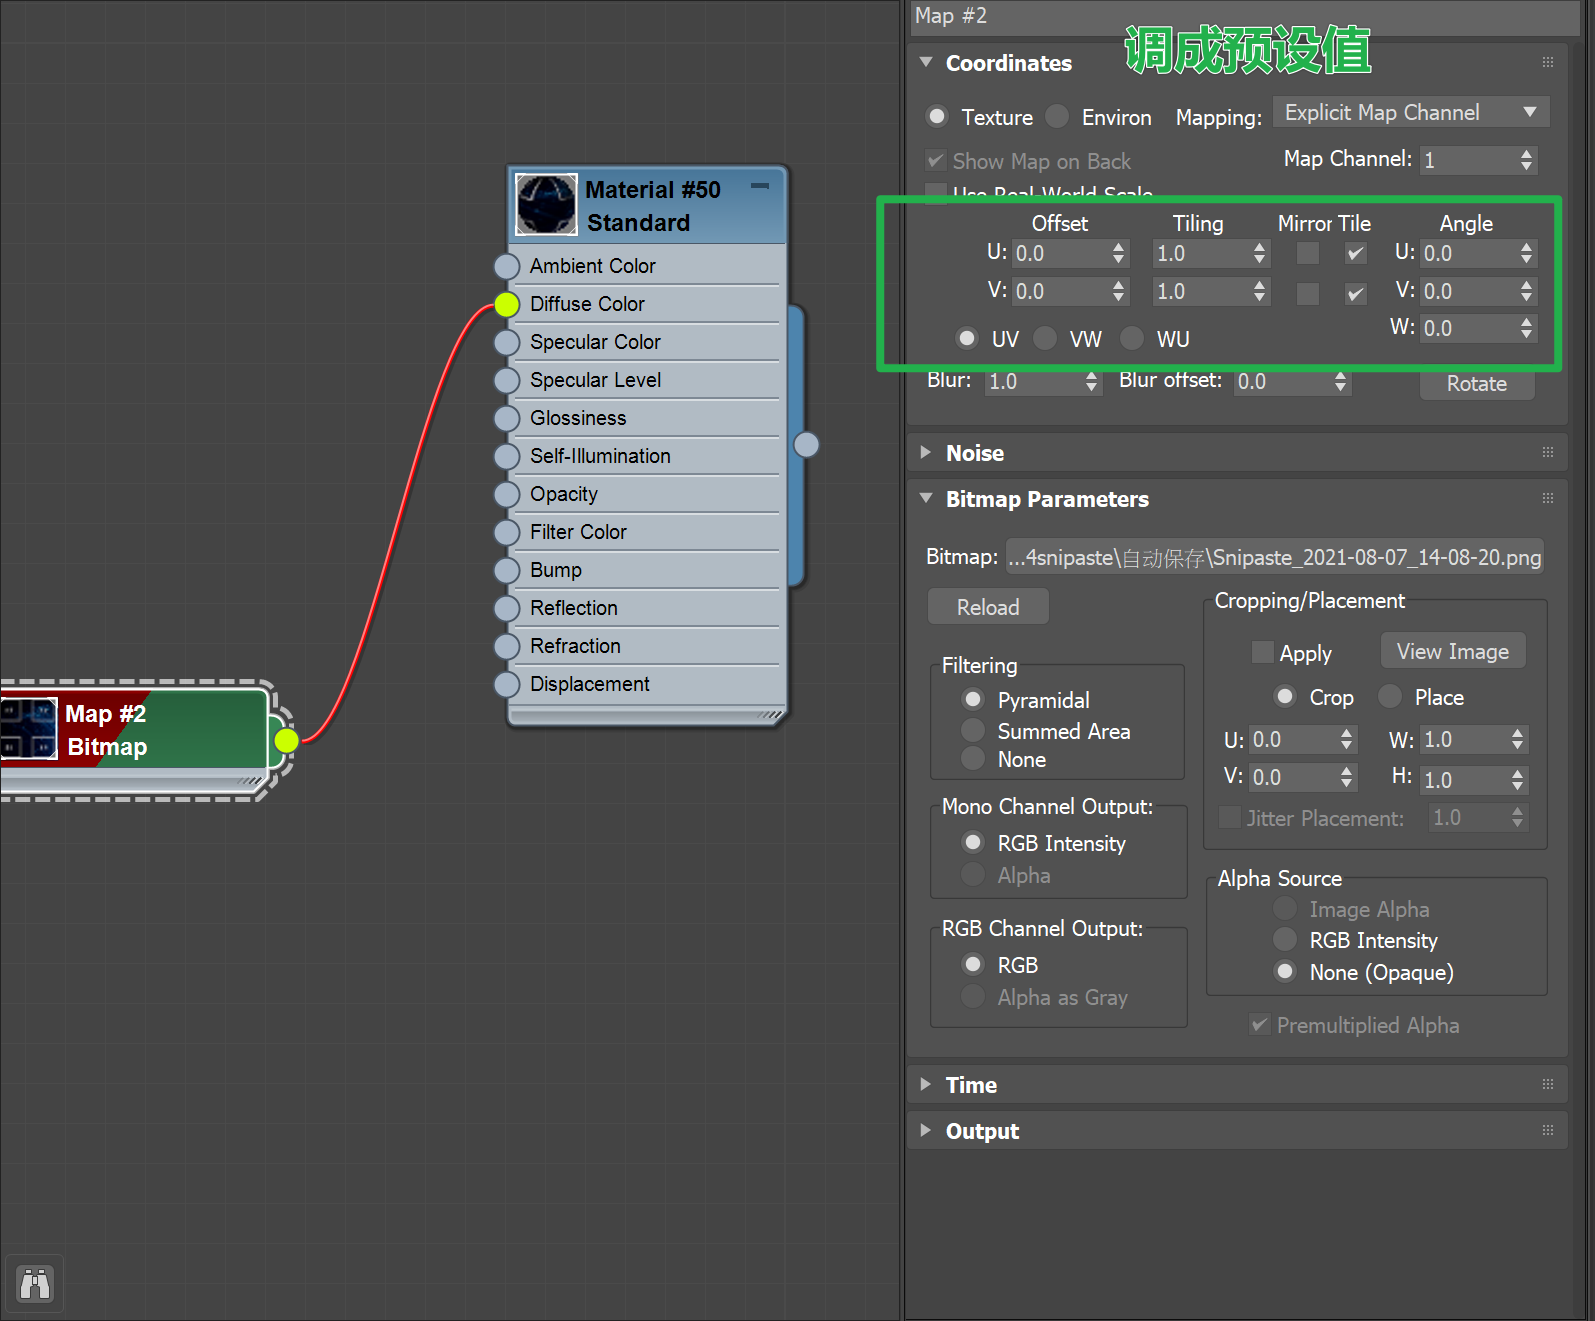 Material #50
Standard
Ambient Color
Diffuse Color
Specular Color
Specular Level
Glossiness
Self-Illumination
Opacity
Filter Color
Bump
Reflection
Refraction
Displacement
Map #2
Bitmap
Map #2
调成预设值
Coordinates
Texture Environ Mapping: Explicit Map Channel
Show Map on Back Map Channel: 1
Use Real-World Scale
Offset Tiling Mirror Tile Angle
U: 0.0 1.0 U: 0.0
V: 0.0 1.0 V: 0.0
W: 0.0
UV VW WU
Blur: 1.0 Blur offset: 0.0 Rotate
Noise
Bitmap Parameters
Bitmap: ...4snipaste\自动保存\Snipaste_2021-08-07_14-08-20.png
Reload
Cropping/Placement
Apply View Image
Crop Place
U: 0.0 W: 1.0
V: 0.0 H: 1.0
Jitter Placement: 1.0
Filtering
Pyramidal
Summed Area
None
Mono Channel Output:
RGB Intensity
Alpha
RGB Channel Output:
RGB
Alpha as Gray
Alpha Source
Image Alpha
RGB Intensity
None (Opaque)
Premultiplied Alpha
Time
Output